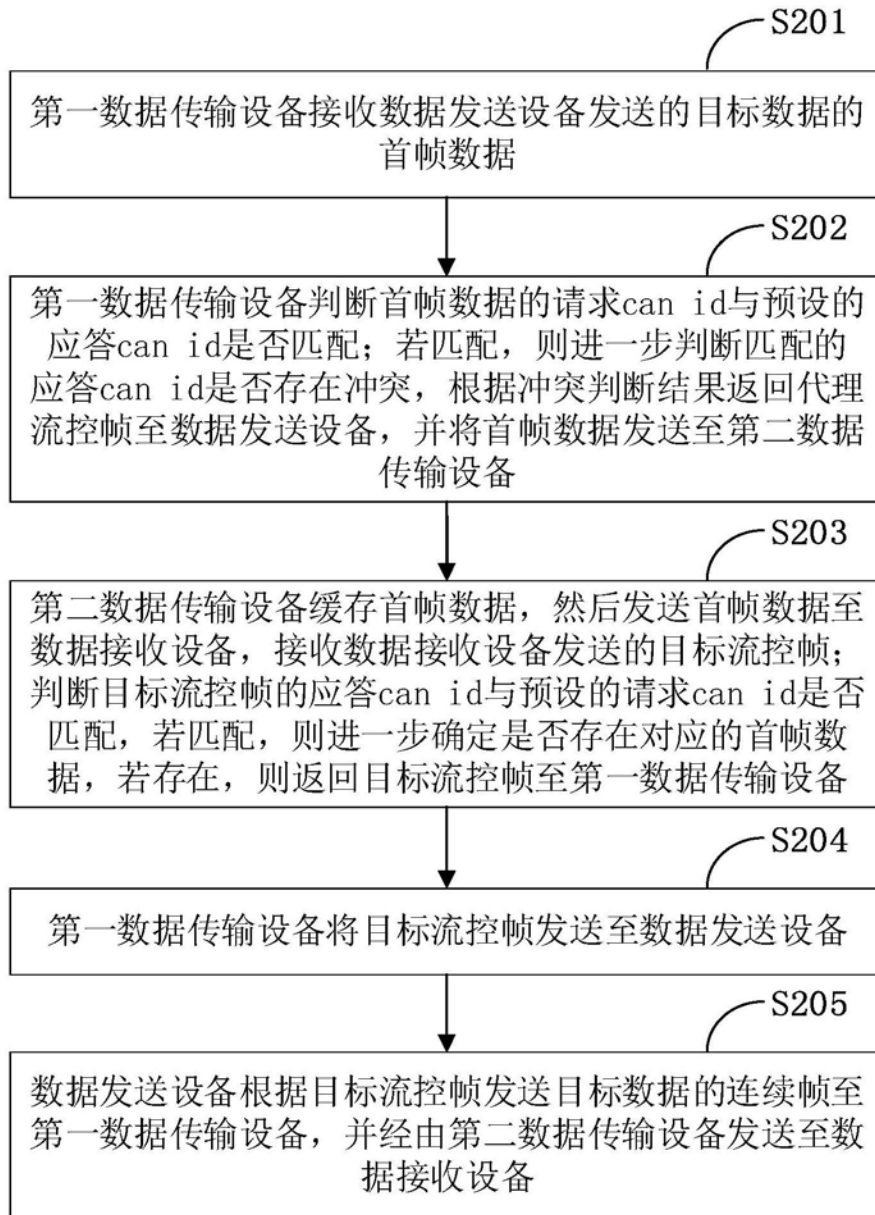 S201
第一数据传输设备接收数据发送设备发送的目标数据的
首帧数据
S202
第一数据传输设备判断首帧数据的请求can id与预设的
应答can id是否匹配；若匹配，则进一步判断匹配的
应答can id是否存在冲突，根据冲突判断结果返回代理
流控帧至数据发送设备，并将首帧数据发送至第二数据
传输设备
S203
第二数据传输设备缓存首帧数据，然后发送首帧数据至
数据接收设备，接收数据接收设备发送的目标流控帧；
判断目标流控帧的应答can id与预设的请求can id是否
匹配，若匹配，则进一步确定是否存在对应的首帧数
据，若存在，则返回目标流控帧至第一数据传输设备
S204
第一数据传输设备将目标流控帧发送至数据发送设备
S205
数据发送设备根据目标流控帧发送目标数据的连续帧至
第一数据传输设备，并经由第二数据传输设备发送至数
据接收设备